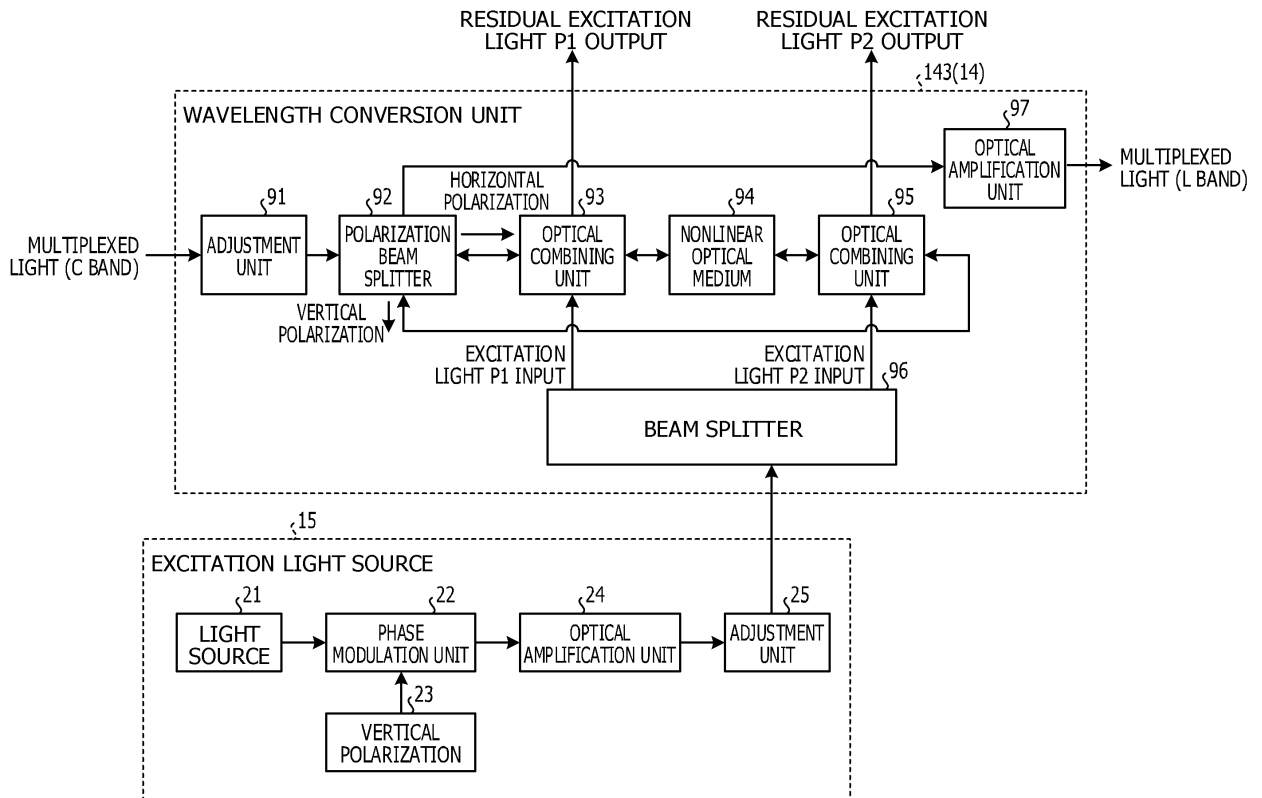 RESIDUAL EXCITATION
LIGHT P1 OUTPUT
RESIDUAL EXCITATION
LIGHT P2 OUTPUT
143(14)
WAVELENGTH CONVERSION UNIT
97
OPTICAL
AMPLIFICATION
UNIT
MULTIPLEXED
LIGHT (L BAND)
HORIZONTAL
POLARIZATION
91
92
93
94
95
MULTIPLEXED
LIGHT (C BAND)
ADJUSTMENT
UNIT
POLARIZATION
BEAM
SPLITTER
OPTICAL
COMBINING
UNIT
NONLINEAR
OPTICAL
MEDIUM
OPTICAL
COMBINING
UNIT
VERTICAL
POLARIZATION
EXCITATION
LIGHT P1 INPUT
EXCITATION
LIGHT P2 INPUT
96
BEAM SPLITTER
15
EXCITATION LIGHT SOURCE
21
22
24
25
LIGHT
SOURCE
PHASE
MODULATION UNIT
OPTICAL
AMPLIFICATION UNIT
ADJUSTMENT
UNIT
23
VERTICAL
POLARIZATION